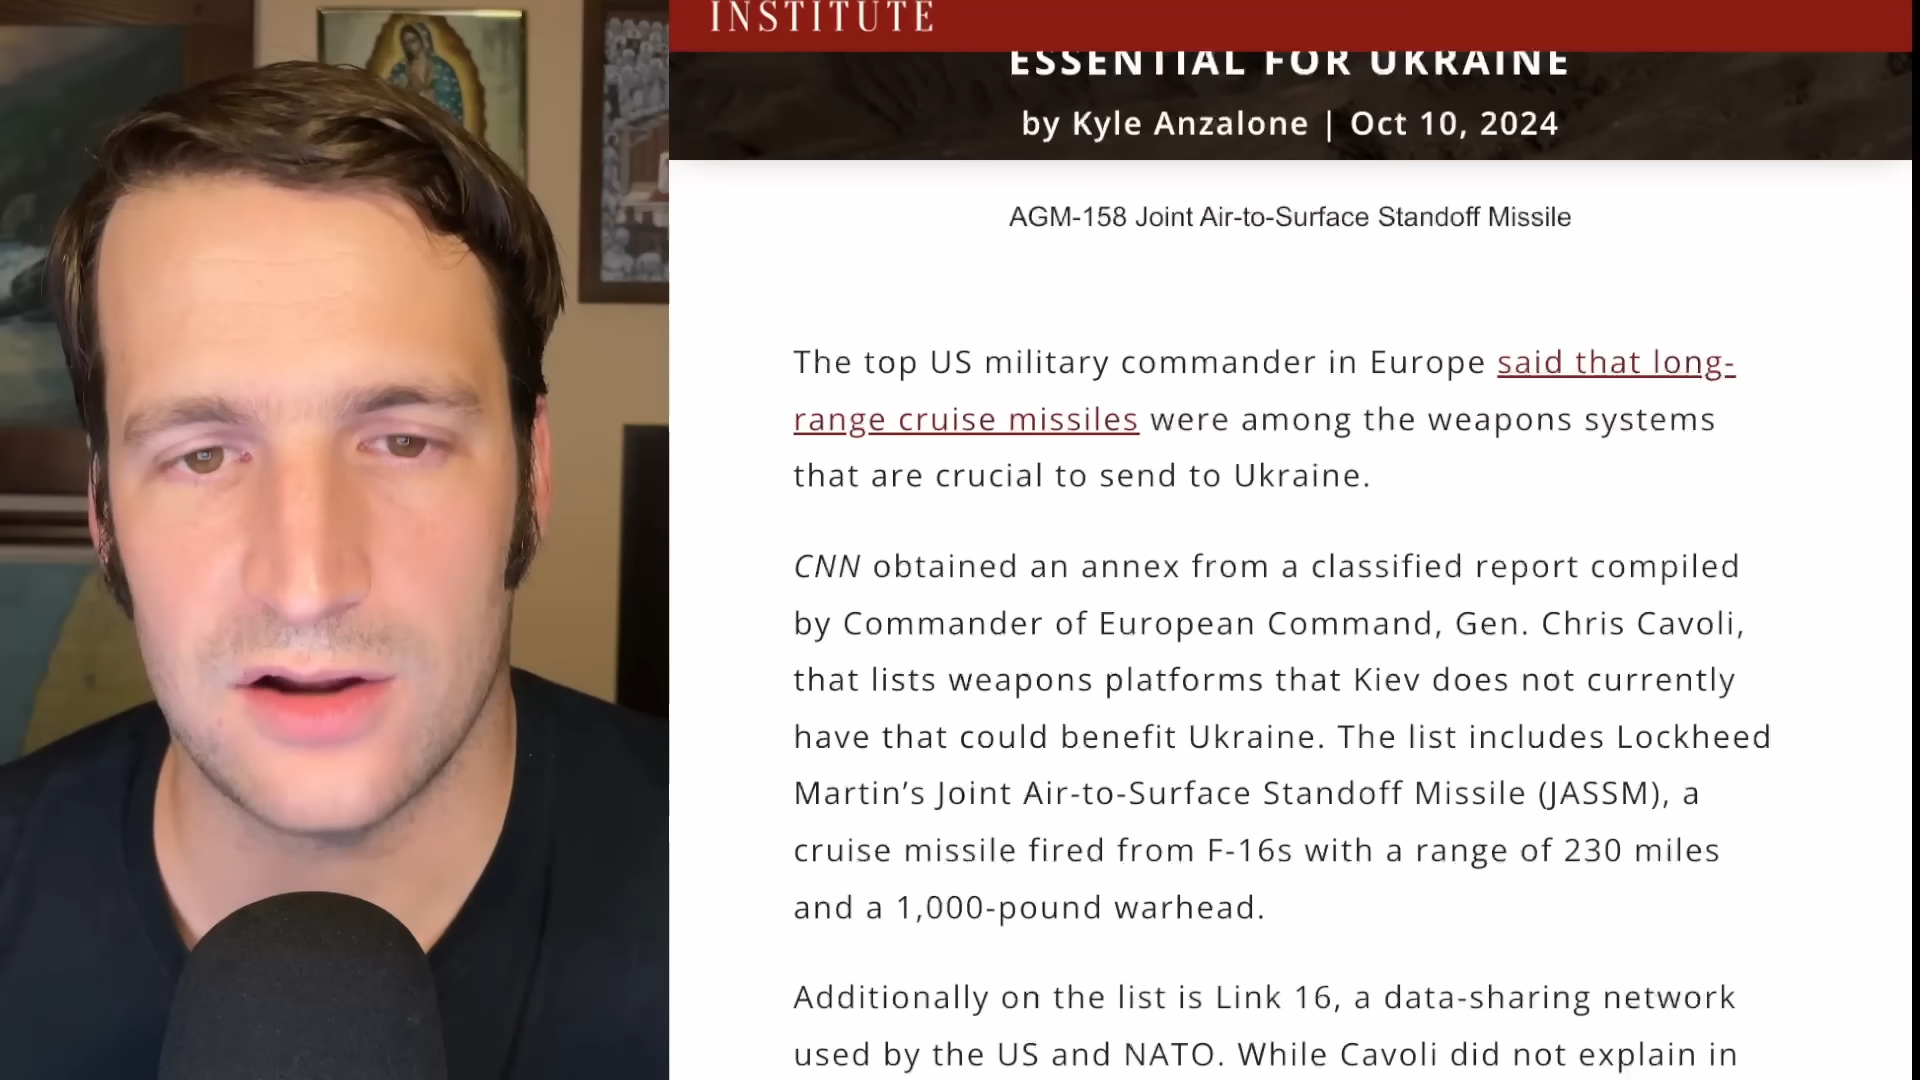 INSTITUTE
ESSENTIAL FOR UKRAINE
by Kyle Anzalone | Oct 10, 2024
AGM-158 Joint Air-to-Surface Standoff Missile
The top US military commander in Europe said that long-
range cruise missiles were among the weapons systems
that are crucial to send to Ukraine.
CNN obtained an annex from a classified report compiled
by Commander of European Command, Gen. Chris Cavoli,
that lists weapons platforms that Kiev does not currently
have that could benefit Ukraine. The list includes Lockheed
Martin’s Joint Air-to-Surface Standoff Missile (JASSM), a
cruise missile fired from F-16s with a range of 230 miles
and a 1,000-pound warhead.
Additionally on the list is Link 16, a data-sharing network
used by the US and NATO. While Cavoli did not explain in